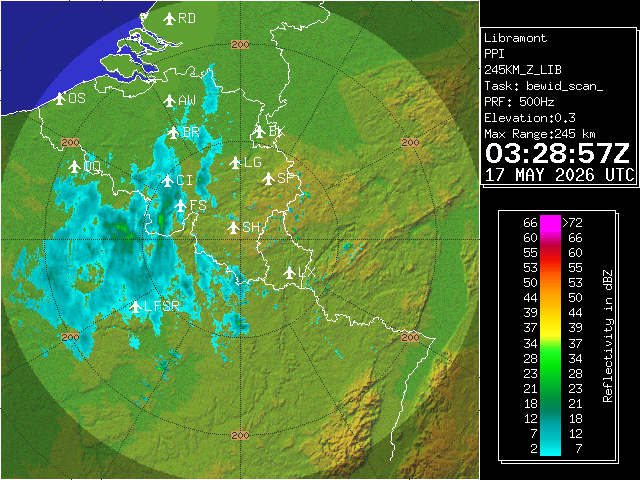 RD
200
OS
AW
BR
BK
200
200
QQ
LG
CI
SP
FS
SH
LX
LFSR
200
200
200
Librament
PPI
245KM_Z_LIB
Task: bewid_scan_
PRF: 500Hz
Elevation:0.3
Max Range:245 km
03:28:57Z
17 MAY 2026 UTC
66 >72
60 66
55 60
53 55
50 53
44 50
39 44
37 39
34 37
28 34
23 28
21 23
18 21
12 18
7 12
2 7
Reflectivity in dBZ